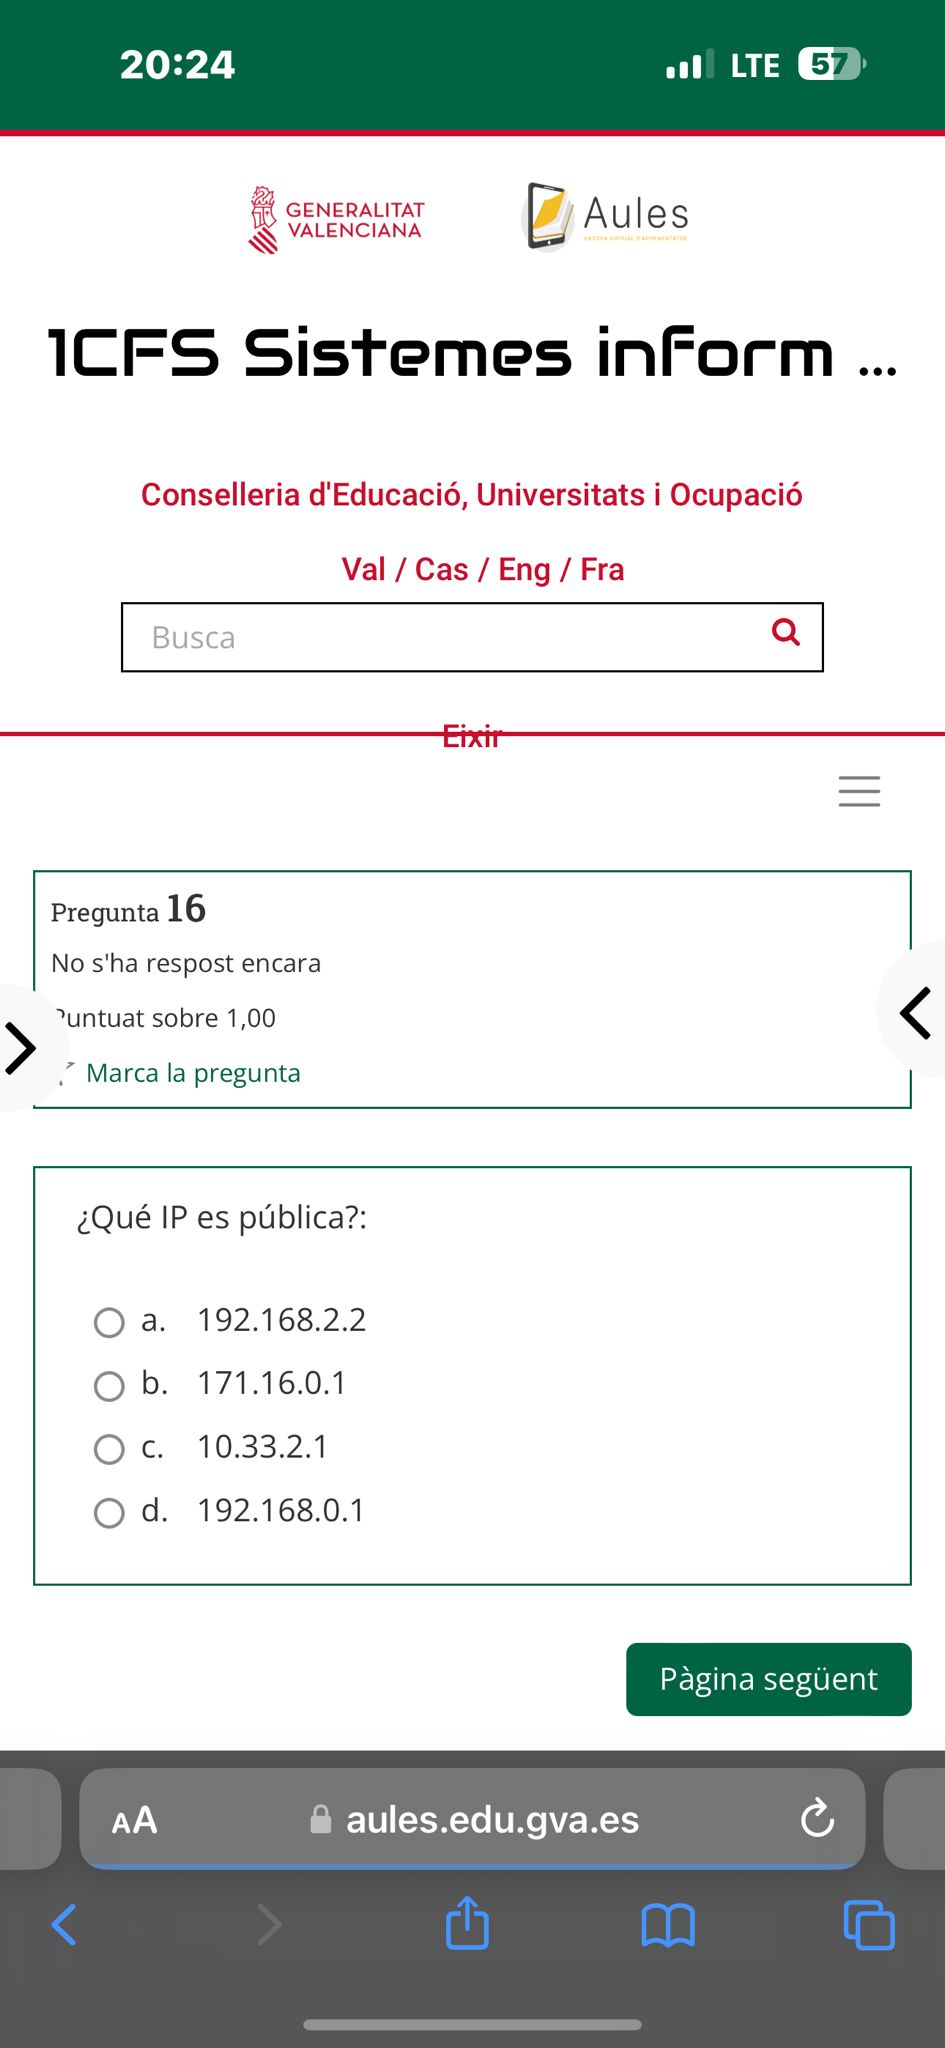 20:24
LTE 57
GENERALITAT
VALENCIANA
Aules
1CFS Sistemes inform ...
Conselleria d'Educació, Universitats i Ocupació
Val / Cas / Eng / Fra
Busca
Eixir
Pregunta 16
No s'ha respost encara
Puntuat sobre 1,00
Marca la pregunta
¿Qué IP es pública?:
a. 192.168.2.2
b. 171.16.0.1
c. 10.33.2.1
d. 192.168.0.1
Pàgina següent
AA aules.edu.gva.es